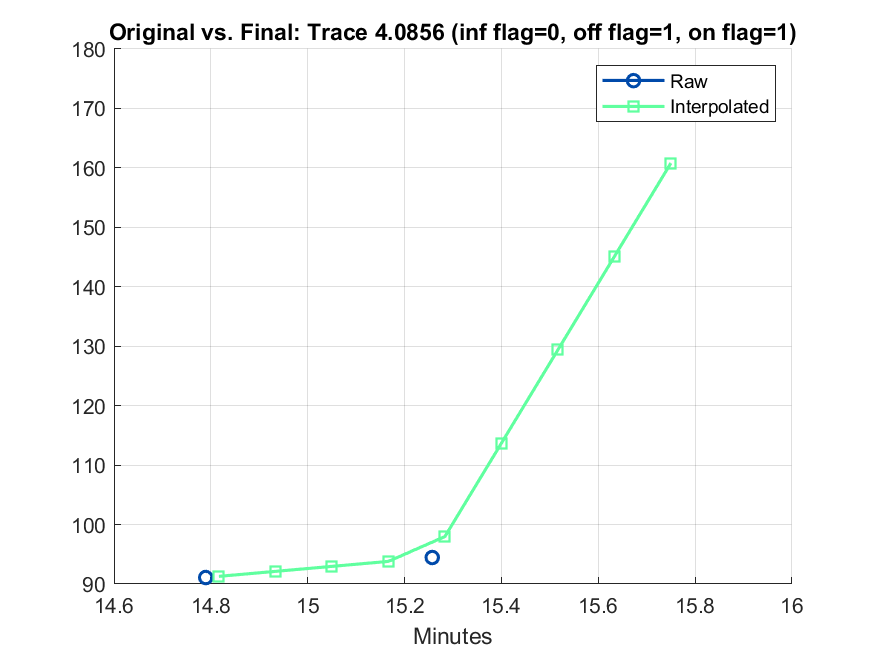 Original vs. Final: Trace 4.0856 (inf flag=0, off flag=1, on flag=1)
180
170
160
150
140
130
120
110
100
90
Raw
Interpolated
14.6 14.8 15 15.2 15.4 15.6 15.8 16
Minutes